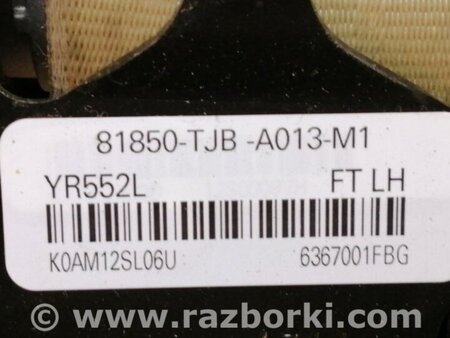 81850-TJB -A013-M1
YR552L FT LH
K0AM12SL06U 6367001FBG
© www.razborki.com